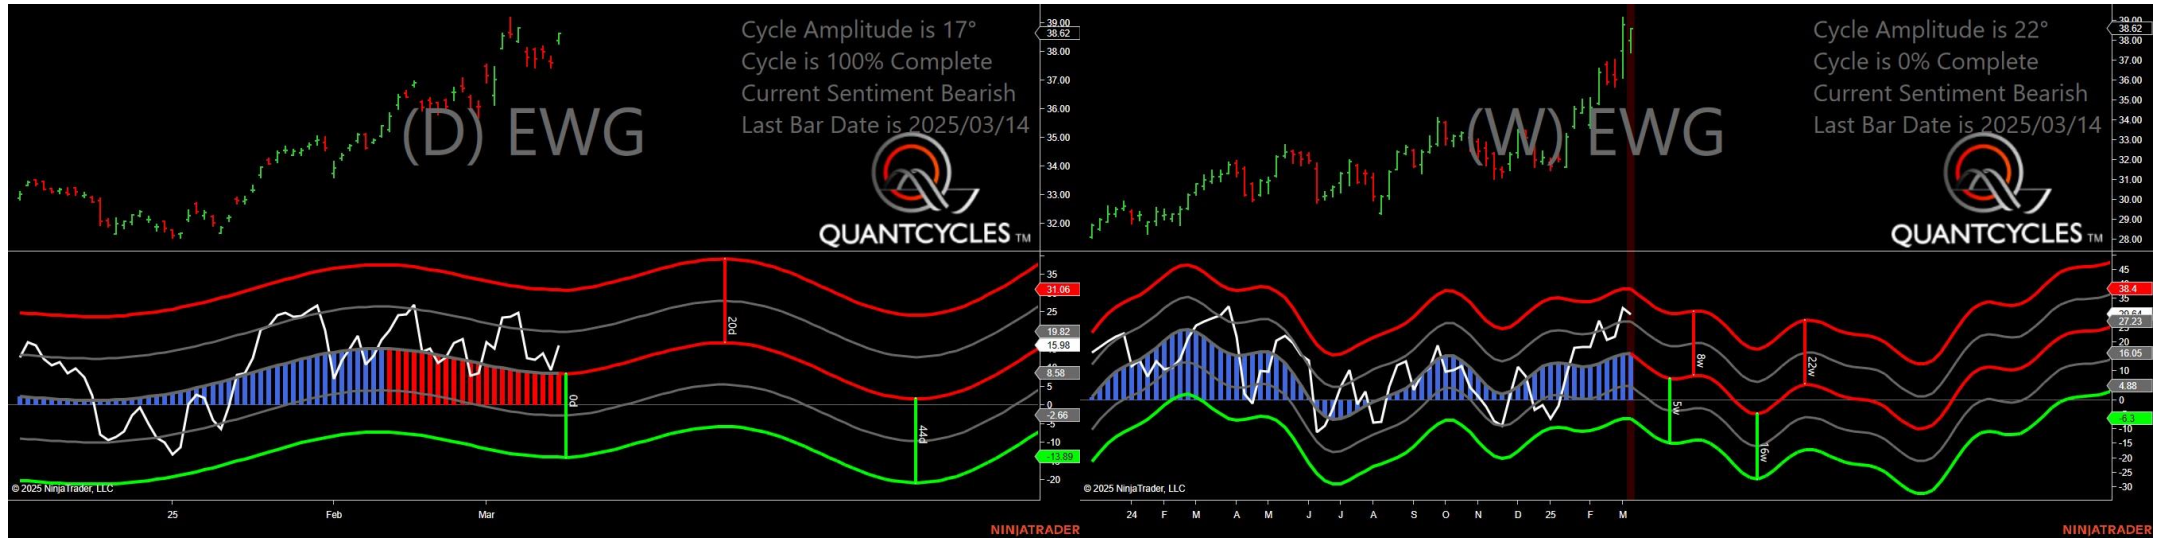 Cycle Amplitude is 17°
Cycle is 100% Complete
Current Sentiment Bearish
Last Bar Date is 2025/03/14
(D) EWG
QUANTCYCLES TM
39.00
38.62
38.00
37.00
36.00
35.00
34.00
33.00
32.00
35
31.06
25
19.82
15.98
8.58
5
0
-2.66
-5
-10
-13.89
-20
20d
0d
44d
© 2025 NinjaTrader, LLC
25 Feb Mar
NINJATRADER
Cycle Amplitude is 22°
Cycle is 0% Complete
Current Sentiment Bearish
Last Bar Date is 2025/03/14
(W) EWG
QUANTCYCLES TM
39.00
38.62
38.00
37.00
36.00
35.00
34.00
33.00
32.00
31.00
30.00
29.00
28.00
45
38.4
35
29.64
27.23
25
16.05
10
4.88
0
-6.3
-10
-15
-20
-25
-30
8w
22w
5w
16w
© 2025 NinjaTrader, LLC
24 F M A M J J A S O N D 25 F M
NINJATRADER